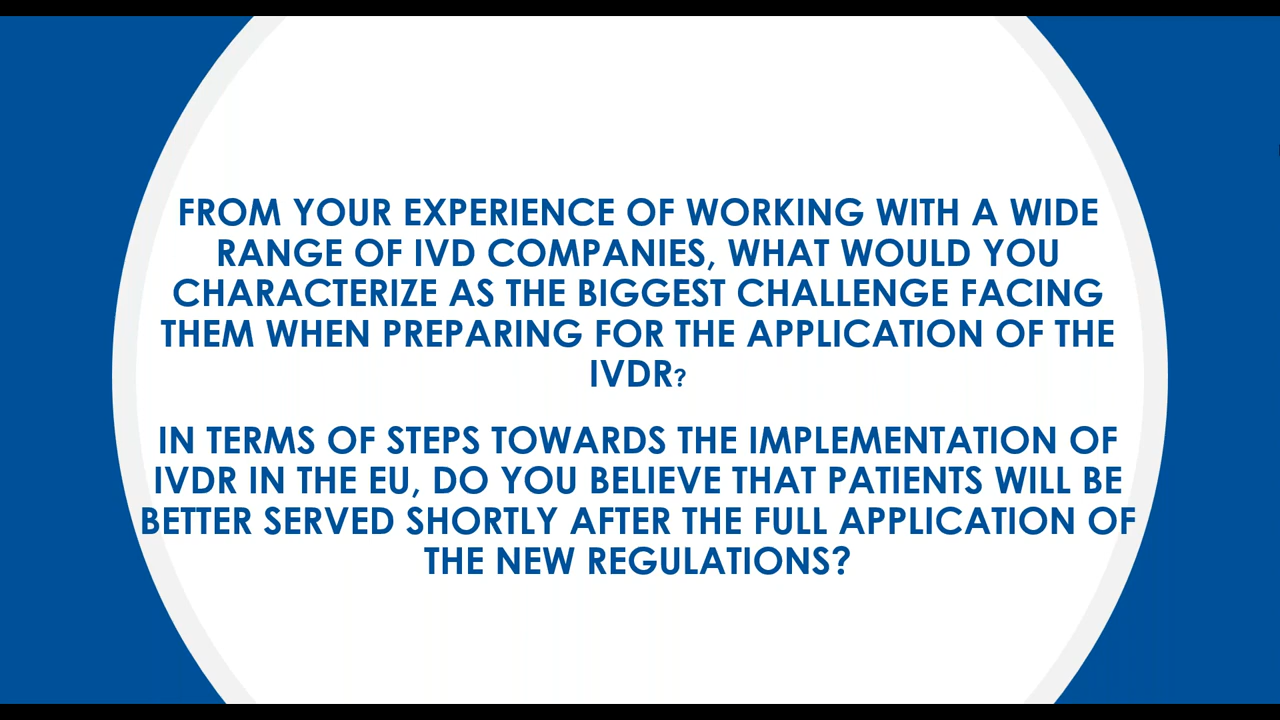 FROM YOUR EXPERIENCE OF WORKING WITH A WIDE
RANGE OF IVD COMPANIES, WHAT WOULD YOU
CHARACTERIZE AS THE BIGGEST CHALLENGE FACING
THEM WHEN PREPARING FOR THE APPLICATION OF THE
IVDR?
IN TERMS OF STEPS TOWARDS THE IMPLEMENTATION OF
IVDR IN THE EU, DO YOU BELIEVE THAT PATIENTS WILL BE
BETTER SERVED SHORTLY AFTER THE FULL APPLICATION OF
THE NEW REGULATIONS?